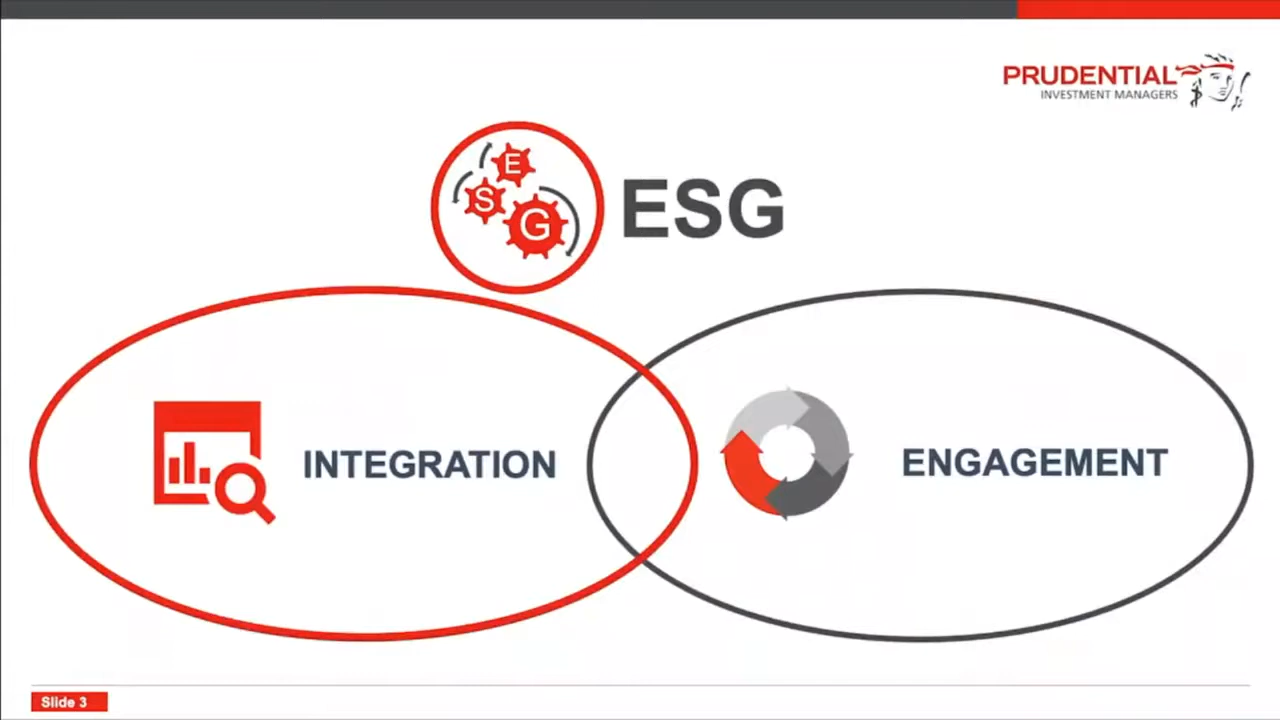 PRUDENTIAL
INVESTMENT MANAGERS
E
S
G
ESG
INTEGRATION
ENGAGEMENT
Slide 3